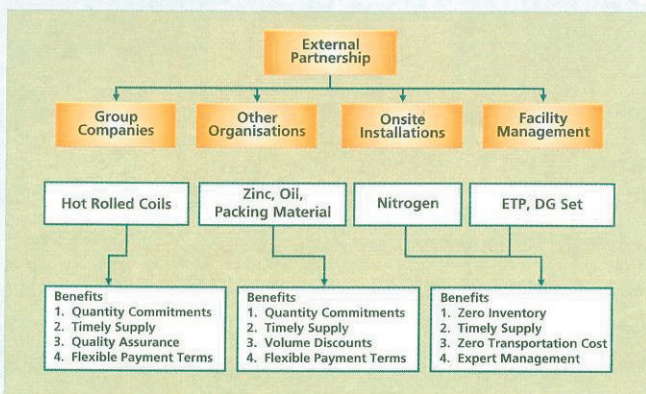 External
Partnership
Group
Companies
Other
Organisations
Onsite
Installations
Facility
Management
Hot Rolled Coils
Zinc, Oil,
Packing Material
Nitrogen
ETP, DG Set
Benefits
1. Quantity Commitments
2. Timely Supply
3. Quality Assurance
4. Flexible Payment Terms
Benefits
1. Quantity Commitments
2. Timely Supply
3. Volume Discounts
4. Flexible Payment Terms
Benefits
1. Zero Inventory
2. Timely Supply
3. Zero Transportation Cost
4. Expert Management